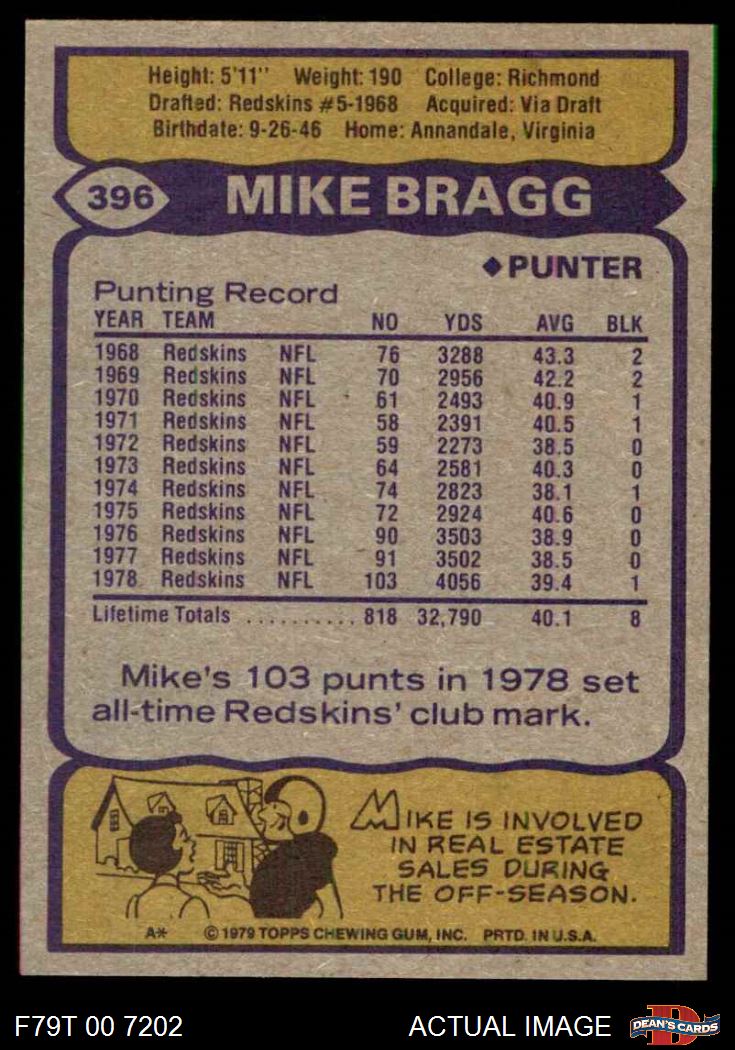 Height: 5'11" Weight: 190 College: Richmond
Drafted: Redskins #5-1968 Acquired: Via Draft
Birthdate: 9-26-46 Home: Annandale, Virginia
396 MIKE BRAGG
◆PUNTER
Punting Record
YEAR TEAM NO YDS AVG BLK
1968 Redskins NFL 76 3288 43.3 2
1969 Redskins NFL 70 2956 42.2 2
1970 Redskins NFL 61 2493 40.9 1
1971 Redskins NFL 58 2391 40.5 1
1972 Redskins NFL 59 2273 38.5 0
1973 Redskins NFL 64 2581 40.3 0
1974 Redskins NFL 74 2823 38.1 1
1975 Redskins NFL 72 2924 40.6 0
1976 Redskins NFL 90 3503 38.9 0
1977 Redskins NFL 91 3502 38.5 0
1978 Redskins NFL 103 4056 39.4 1
Lifetime Totals .......... 818 32,790 40.1 8
Mike's 103 punts in 1978 set
all-time Redskins' club mark.
MIKE IS INVOLVED
IN REAL ESTATE
SALES DURING
THE OFF-SEASON.
A* © 1979 TOPPS CHEWING GUM, INC. PRTD. IN U.S.A.
F79T 00 7202 ACTUAL IMAGE D DEAN'S CARDS